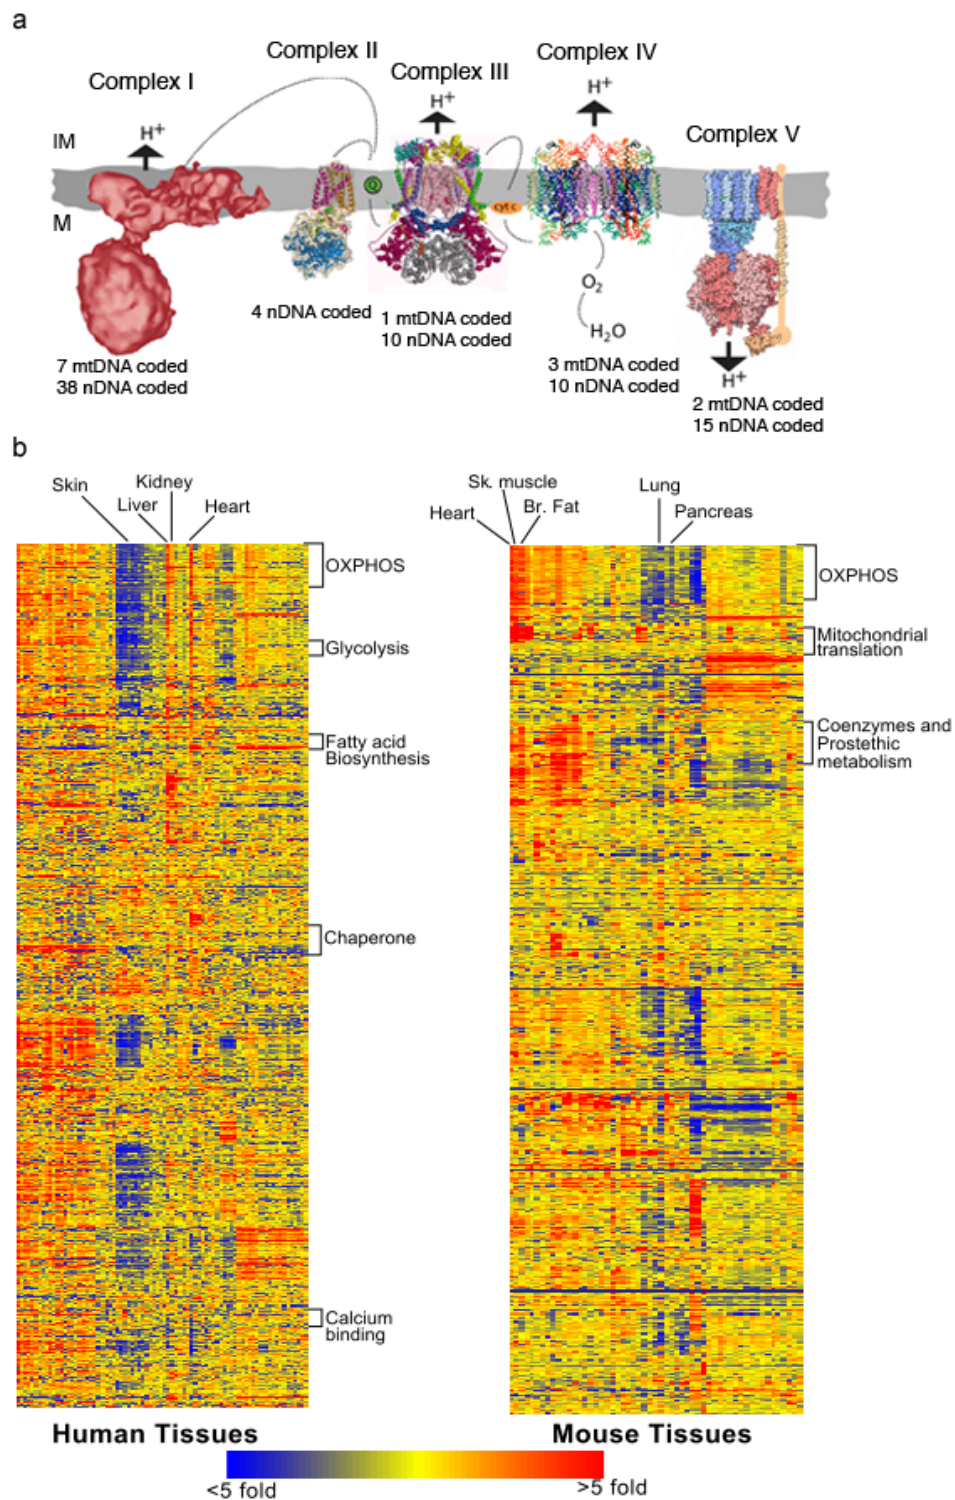 a
Complex I
Complex II
Complex III
Complex IV
Complex V
H+
H+
H+
IM
M
Q
cyt c
O2
H2O
H+
4 nDNA coded
1 mtDNA coded
10 nDNA coded
7 mtDNA coded
38 nDNA coded
3 mtDNA coded
10 nDNA coded
2 mtDNA coded
15 nDNA coded
b
Skin
Liver
Kidney
Heart
OXPHOS
Glycolysis
Fatty acid
Biosynthesis
Chaperone
Calcium
binding
Human Tissues
Heart
Sk. muscle
Br. Fat
Lung
Pancreas
OXPHOS
Mitochondrial
translation
Coenzymes and
Prostethic
metabolism
Mouse Tissues
<5 fold
>5 fold